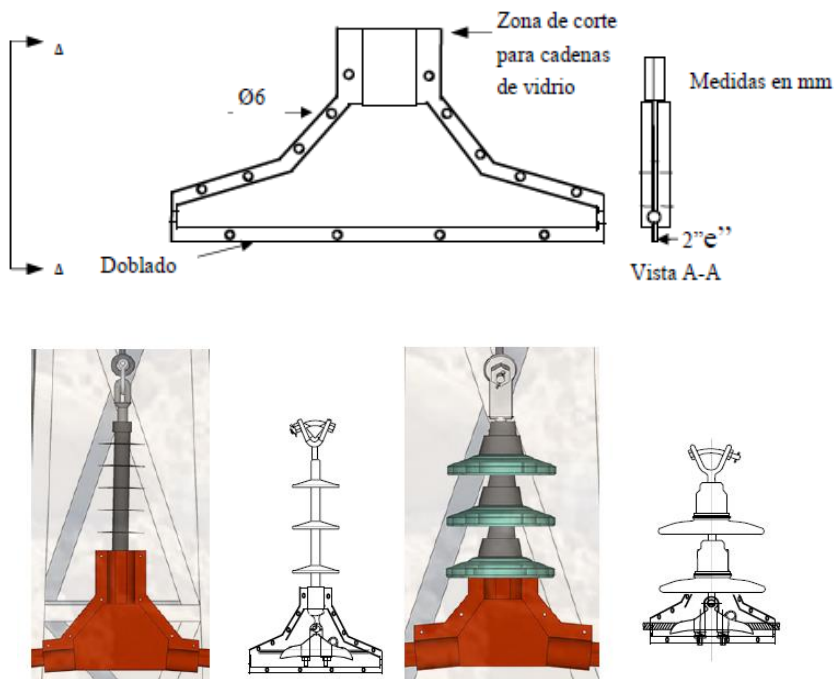 Zona de corte
para cadenas
de vidrio
Δ
Ø6
Medidas en mm
Δ
Doblado
2”e”
Vista A-A